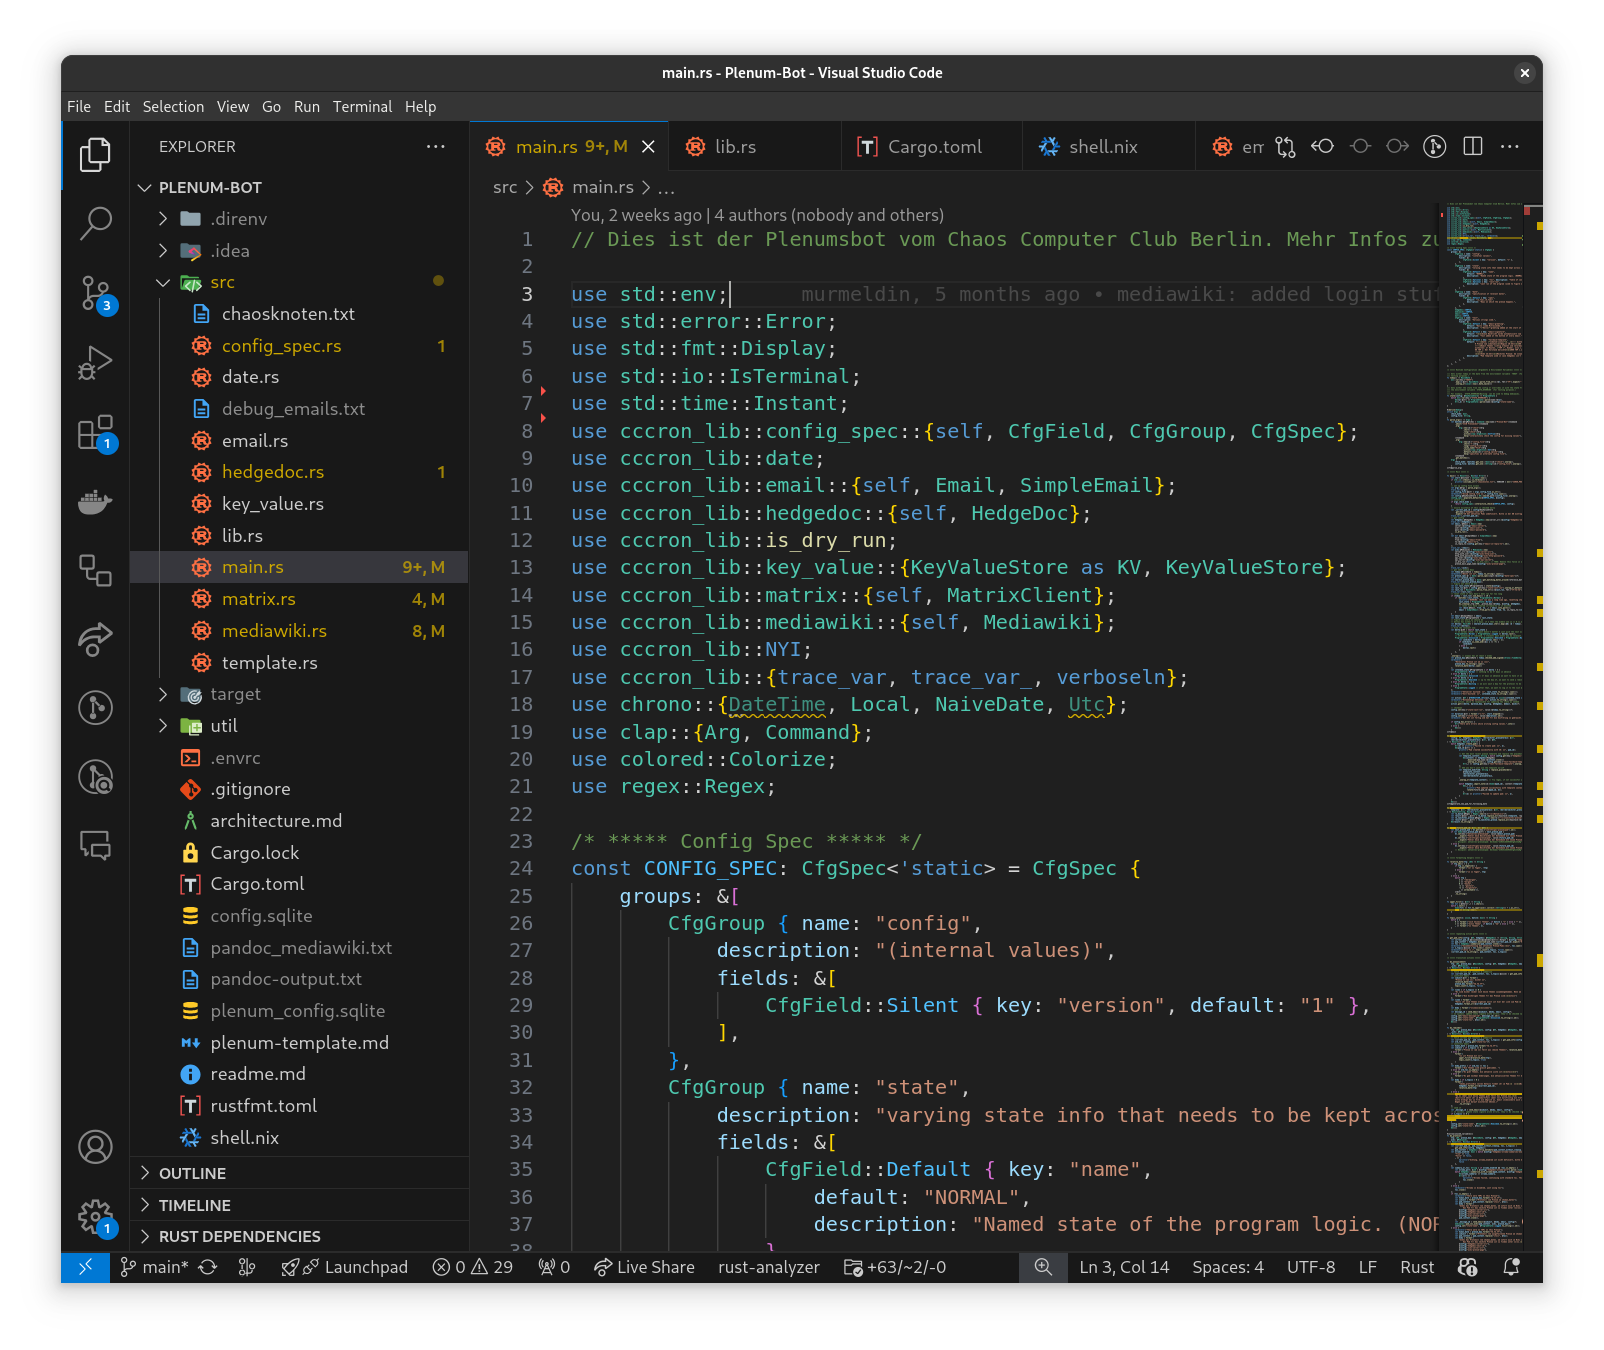 main.rs - Plenum-Bot - Visual Studio Code
File Edit Selection View Go Run Terminal Help
EXPLORER
PLENUM-BOT
.direnv
.idea
src
chaosknoten.txt
config_spec.rs 1
date.rs
debug_emails.txt
email.rs
hedgedoc.rs 1
key_value.rs
lib.rs
main.rs 9+, M
matrix.rs 4, M
mediawiki.rs 8, M
template.rs
target
util
.envrc
.gitignore
architecture.md
Cargo.lock
Cargo.toml
config.sqlite
pandoc_mediawiki.txt
pandoc-output.txt
plenum_config.sqlite
plenum-template.md
readme.md
rustfmt.toml
shell.nix
OUTLINE
TIMELINE
RUST DEPENDENCIES
3
1
1
main.rs 9+, M lib.rs Cargo.toml shell.nix em
src > main.rs > ...
You, 2 weeks ago | 4 authors (nobody and others)
1 // Dies ist der Plenumsbot vom Chaos Computer Club Berlin. Mehr Infos zu
2
3 use std::env; murmeldin, 5 months ago • mediawiki: added login stuf
4 use std::error::Error;
5 use std::fmt::Display;
6 use std::io::IsTerminal;
7 use std::time::Instant;
8 use cccron_lib::config_spec::{self, CfgField, CfgGroup, CfgSpec};
9 use cccron_lib::date;
10 use cccron_lib::email::{self, Email, SimpleEmail};
11 use cccron_lib::hedgedoc::{self, HedgeDoc};
12 use cccron_lib::is_dry_run;
13 use cccron_lib::key_value::{KeyValueStore as KV, KeyValueStore};
14 use cccron_lib::matrix::{self, MatrixClient};
15 use cccron_lib::mediawiki::{self, Mediawiki};
16 use cccron_lib::NYI;
17 use cccron_lib::{trace_var, trace_var_, verboseln};
18 use chrono::{DateTime, Local, NaiveDate, Utc};
19 use clap::{Arg, Command};
20 use colored::Colorize;
21 use regex::Regex;
22
23 /* ***** Config Spec ***** */
24 const CONFIG_SPEC: CfgSpec<'static> = CfgSpec {
25 groups: &[
26 CfgGroup { name: "config",
27 description: "(internal values)",
28 fields: &[
29 CfgField::Silent { key: "version", default: "1" },
30 ],
31 },
32 CfgGroup { name: "state",
33 description: "varying state info that needs to be kept acros
34 fields: &[
35 CfgField::Default { key: "name",
36 default: "NORMAL",
37 description: "Named state of the program logic. (NOR
38 }
main* Launchpad 0 29 0 Live Share rust-analyzer +63/~2/-0 Ln 3, Col 14 Spaces: 4 UTF-8 LF Rust